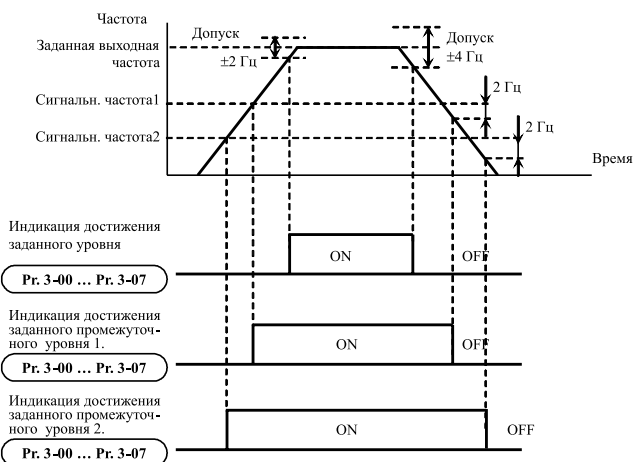 Частота
Допуск
±2 Гц
Допуск
±4 Гц
Заданная выходная
частота
2 Гц
Сигнальн. частота1
2 Гц
Сигнальн. частота2
Время
Индикация достижения
заданного уровня
ON
OFF
Pr. 3-00 ... Pr. 3-07
Индикация достижения
заданного промежуточ-
ного уровня 1.
ON
OFF
Pr. 3-00 ... Pr. 3-07
Индикация достижения
заданного промежуточ-
ного уровня 2.
ON
OFF
Pr. 3-00 ... Pr. 3-07